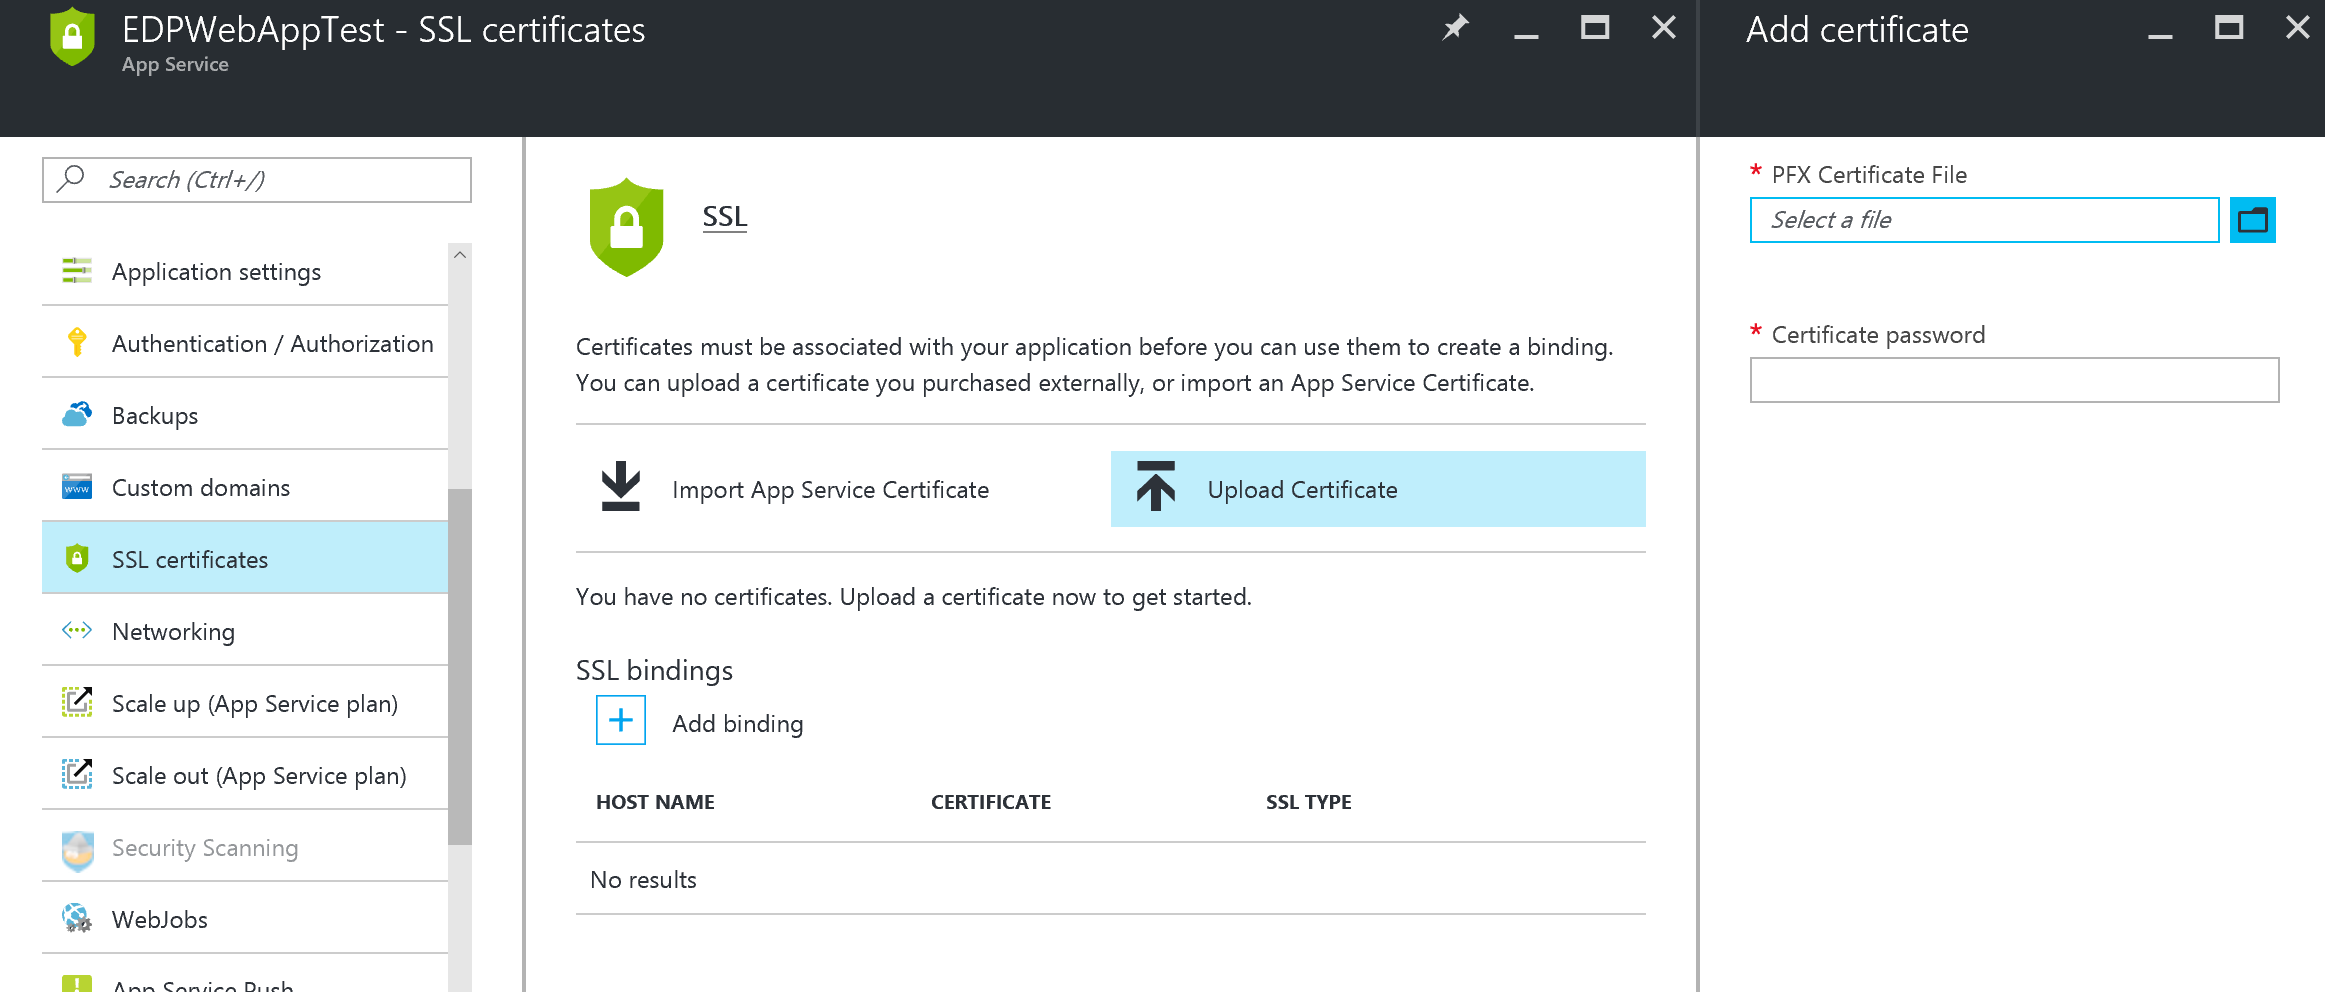 EDPWebAppTest - SSL certificates
App Service
Add certificate
Search (Ctrl+/)
Application settings
Authentication / Authorization
Backups
www
Custom domains
SSL certificates
Networking
Scale up (App Service plan)
Scale out (App Service plan)
Security Scanning
WebJobs
App Service Push
SSL
Certificates must be associated with your application before you can use them to create a binding.
You can upload a certificate you purchased externally, or import an App Service Certificate.
Import App Service Certificate
Upload Certificate
You have no certificates. Upload a certificate now to get started.
SSL bindings
Add binding
HOST NAME CERTIFICATE SSL TYPE
No results
* PFX Certificate File
Select a file
* Certificate password